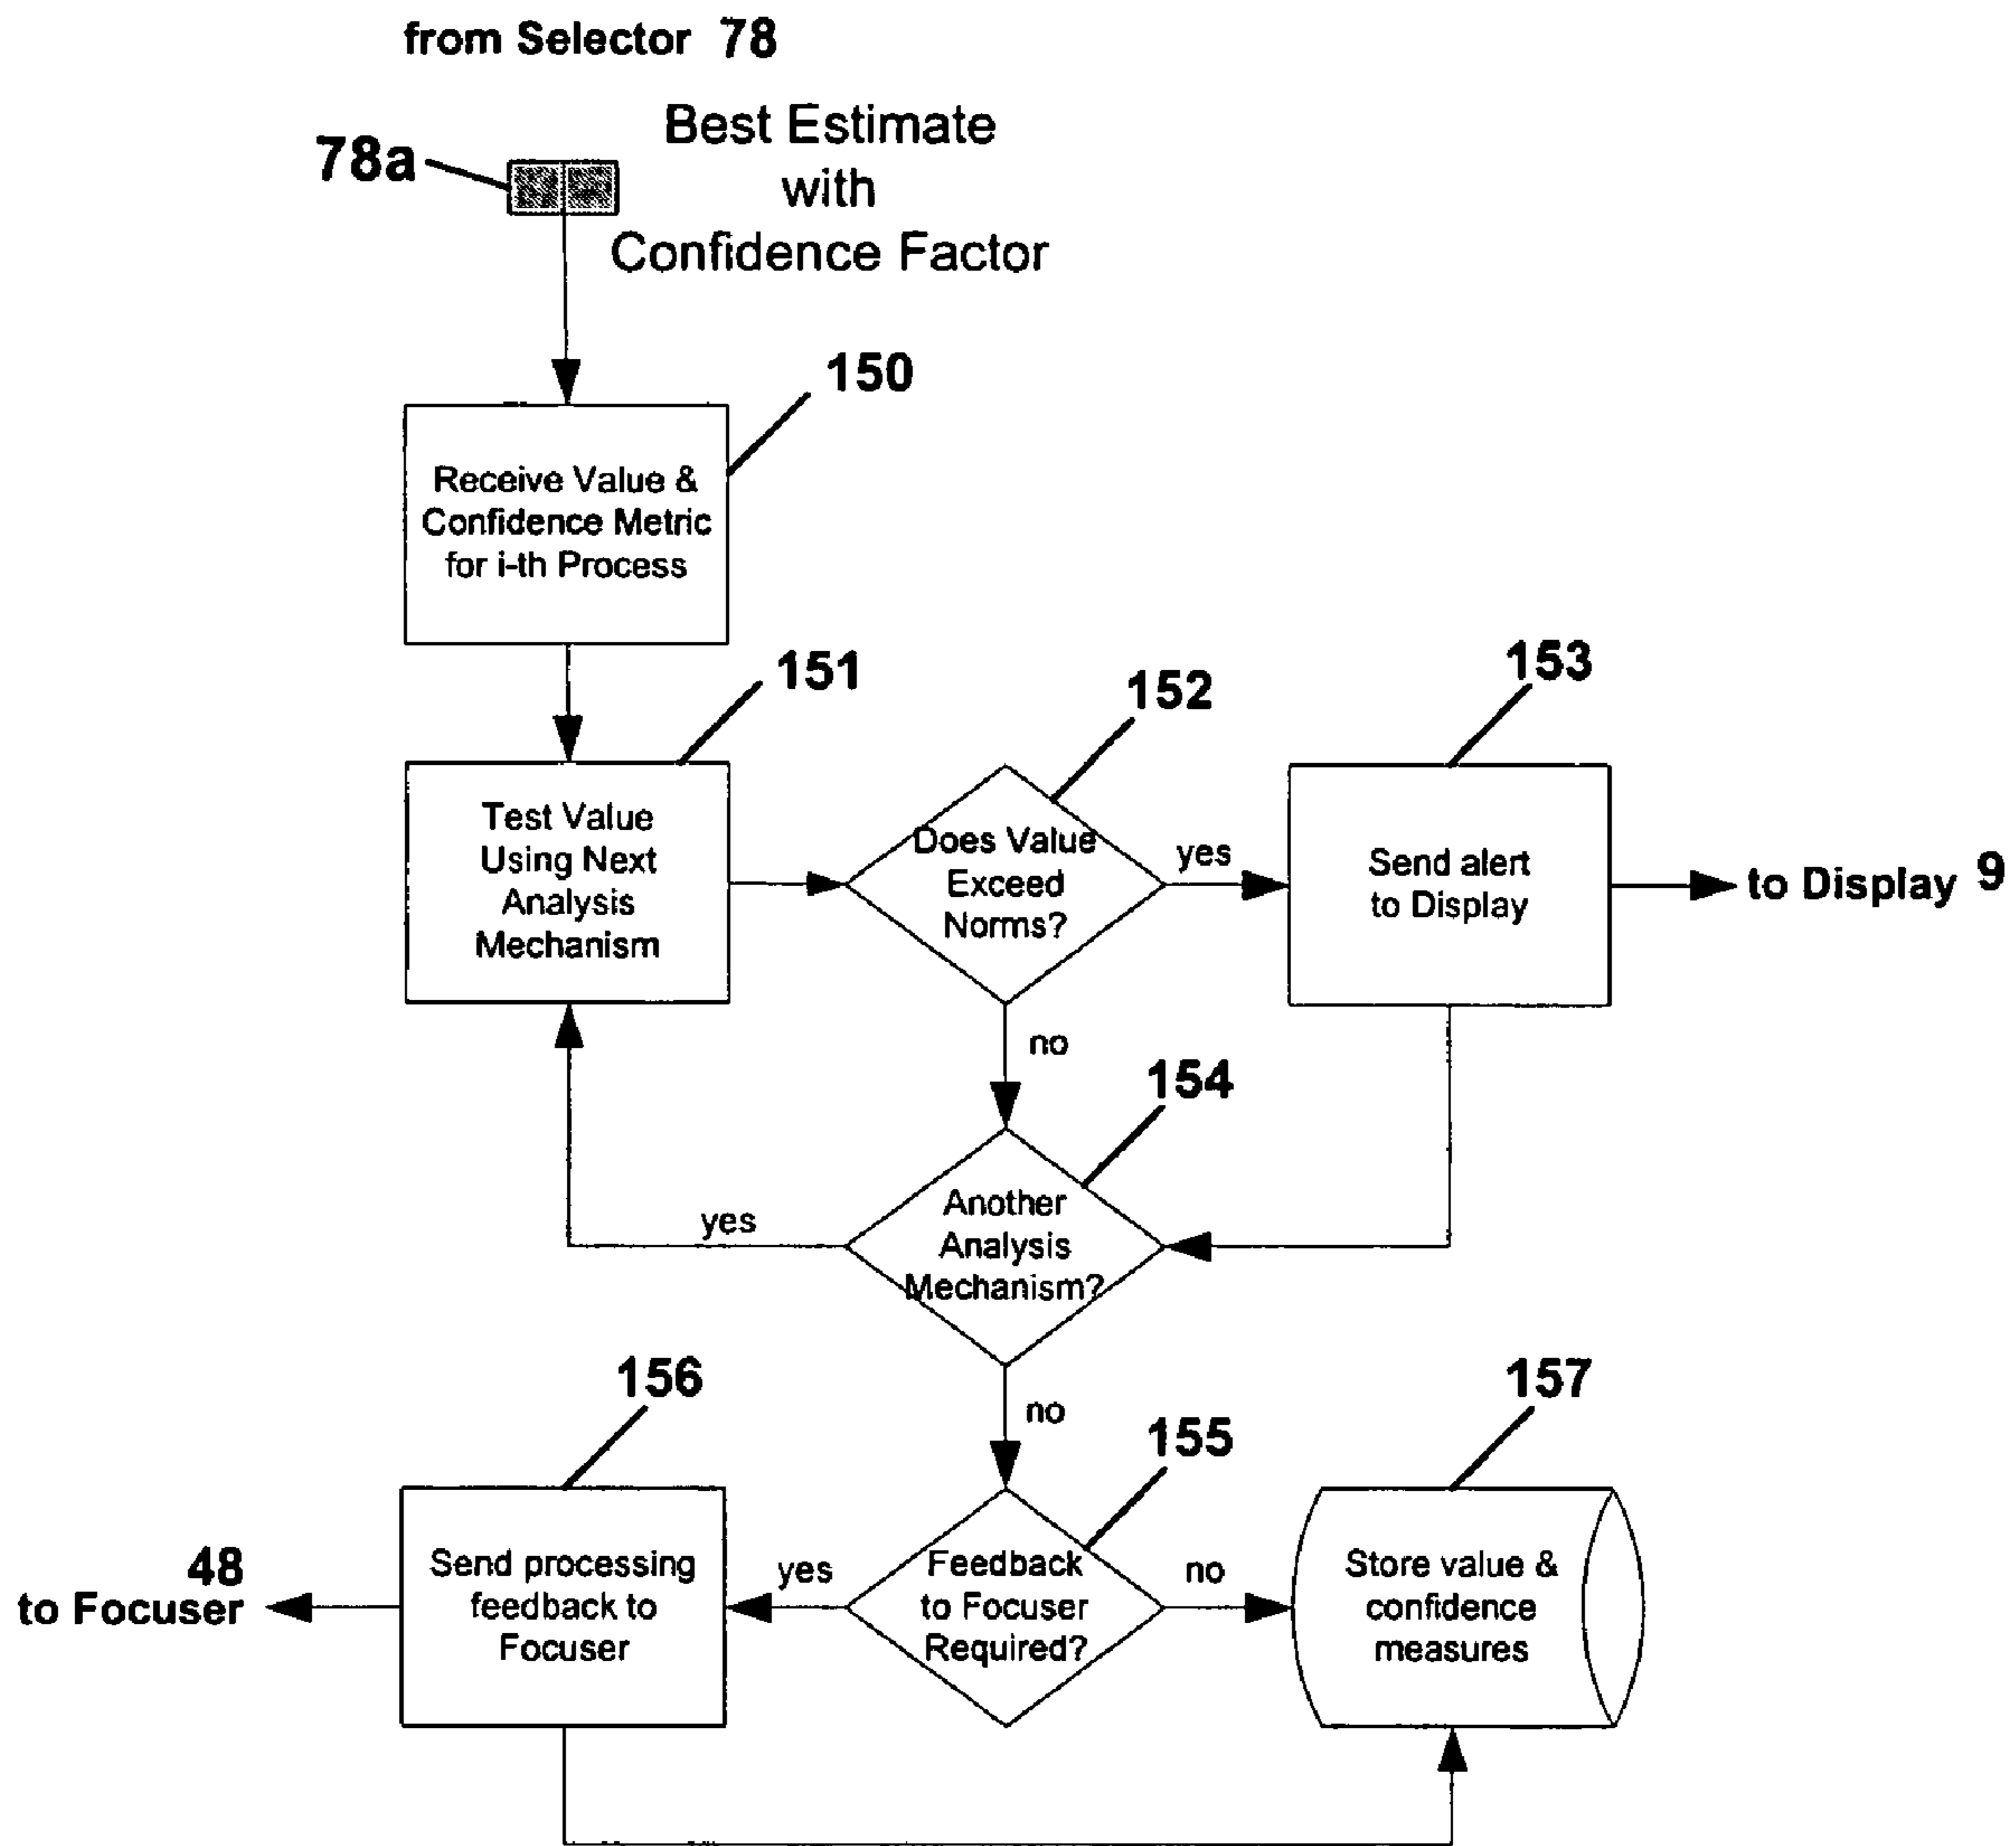 from Selector 78
Best Estimate
with
Confidence Factor
78a
150
Receive Value &
Confidence Metric
for i-th Process
151
152
153
Test Value
Using Next
Analysis
Mechanism
Does Value
Exceed
Norms?
yes
Send alert
to Display
to Display 9
no
154
Another
Analysis
Mechanism?
yes
no
156
155
157
48
to Focuser
Send processing
feedback to
Focuser
yes
Feedback
to Focuser
Required?
no
Store value &
confidence
measures